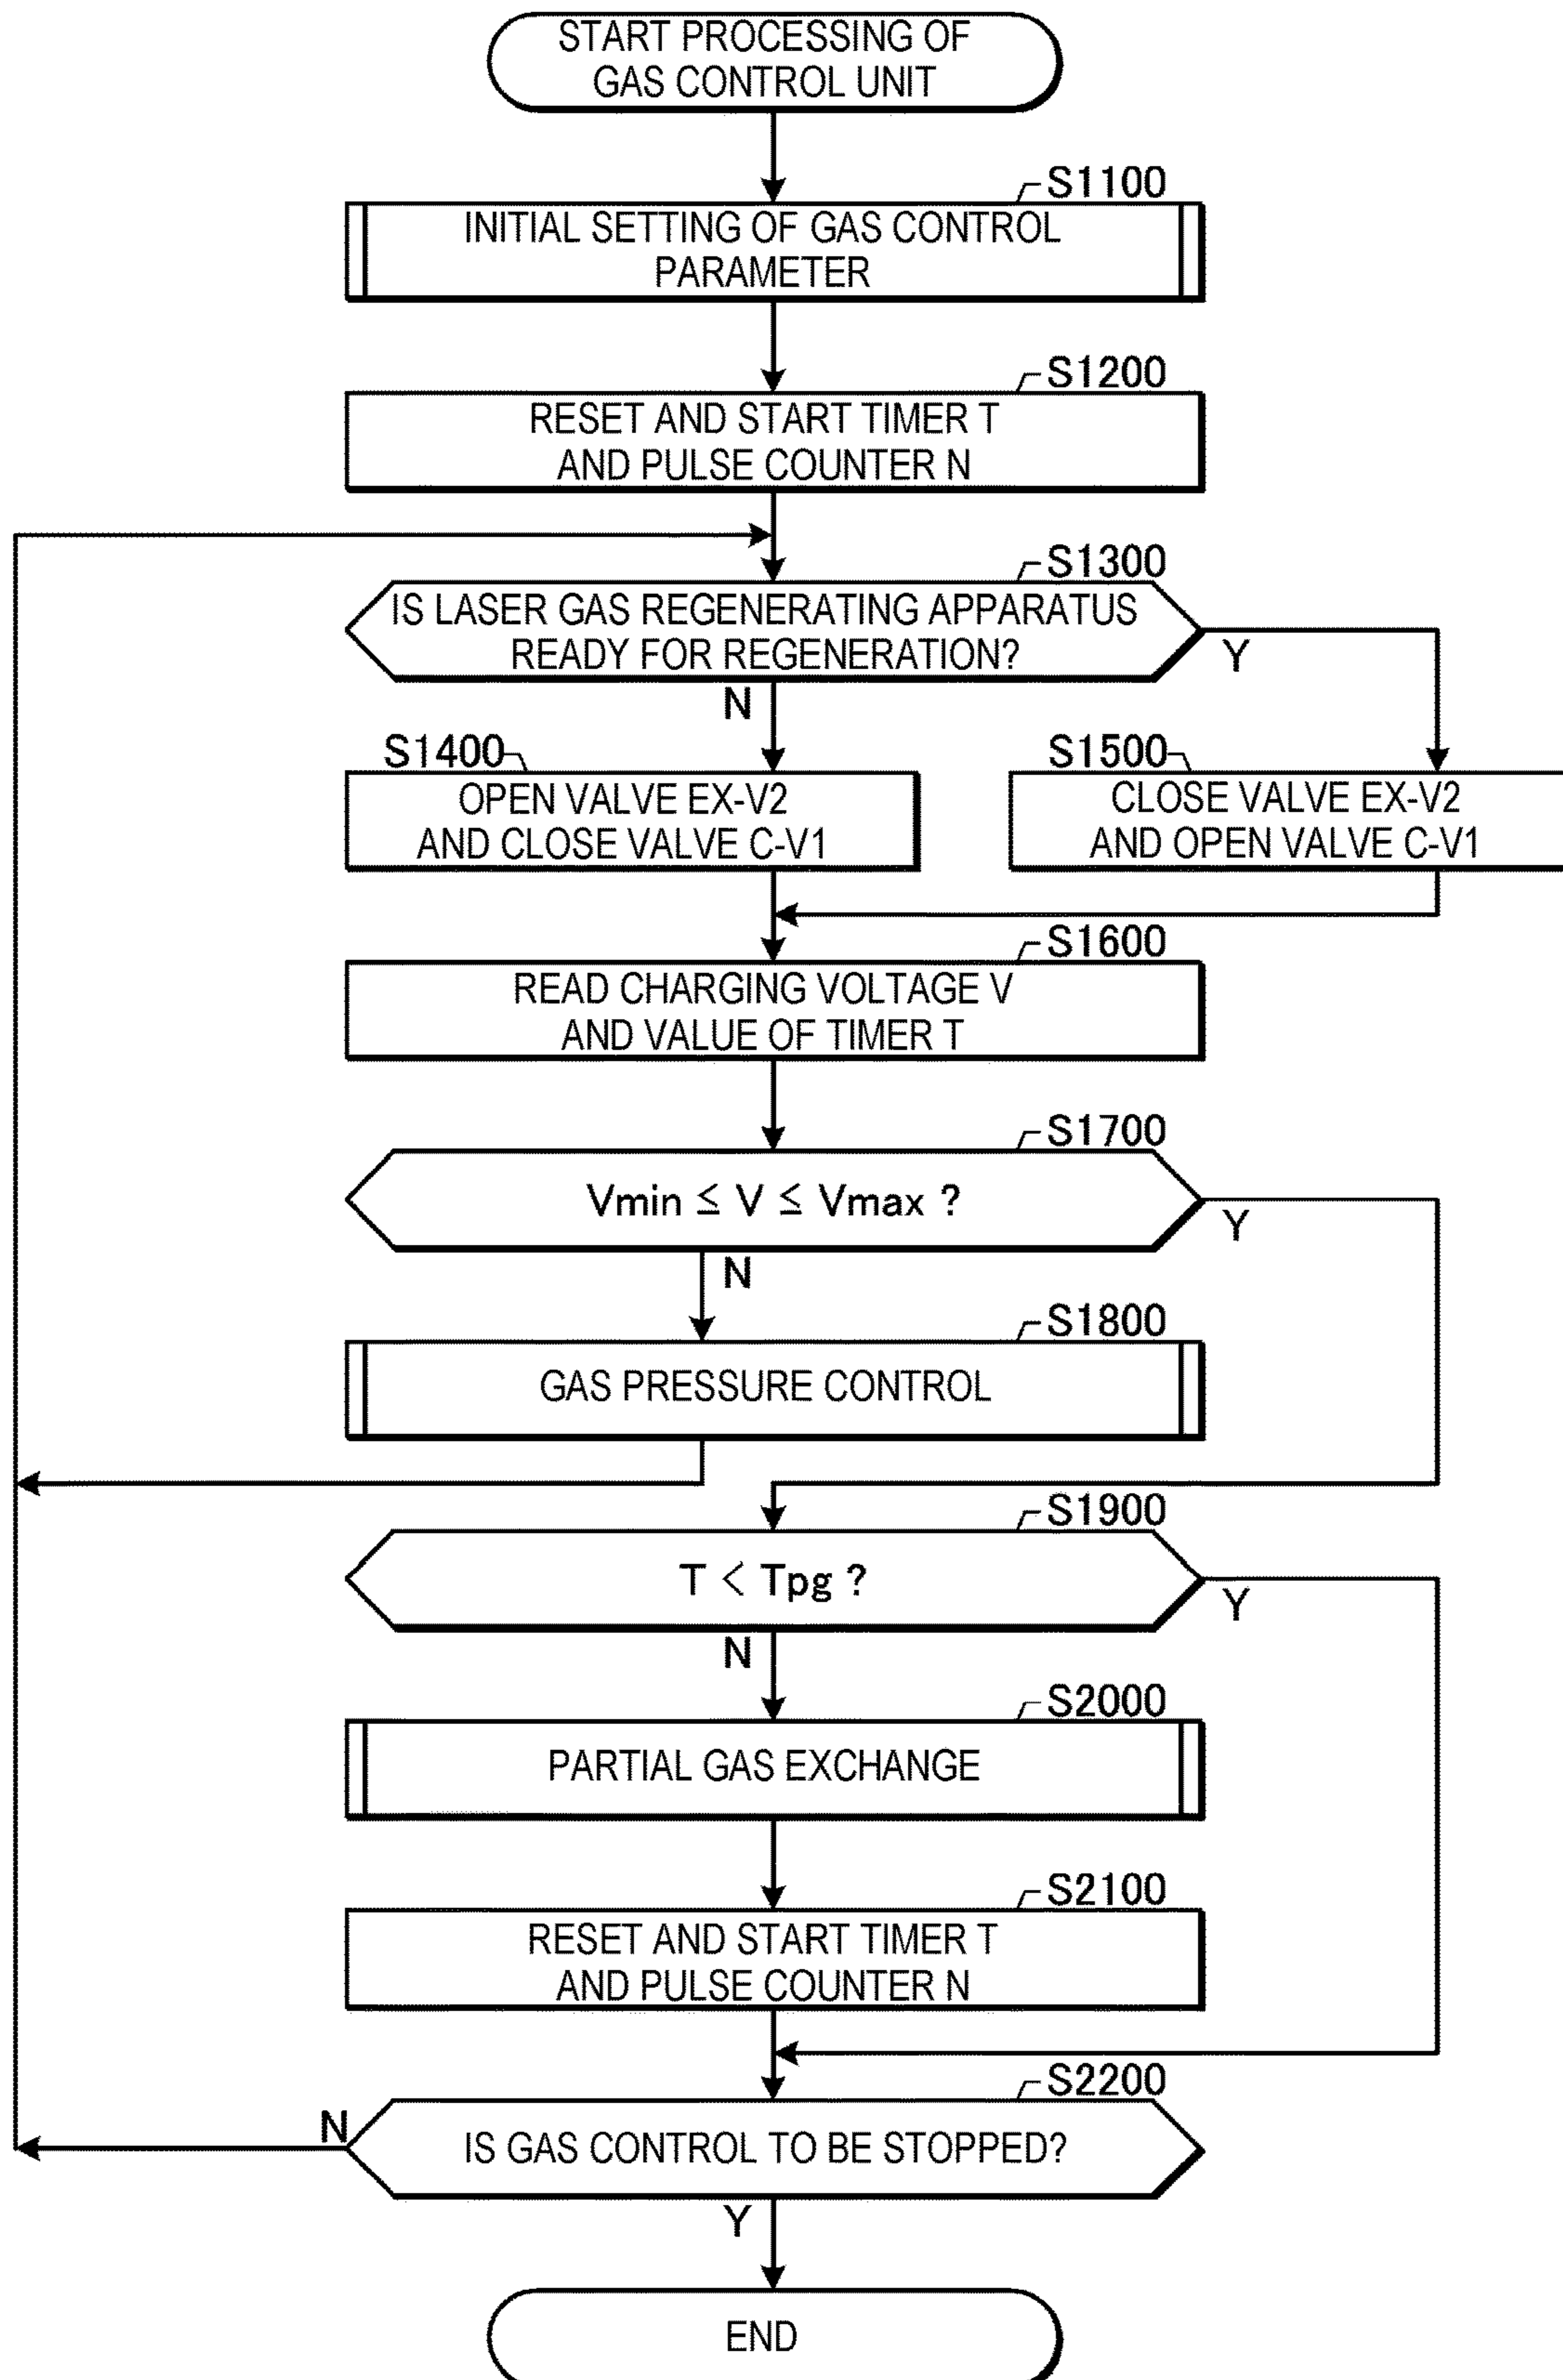 START PROCESSING OF
GAS CONTROL UNIT
S1100
INITIAL SETTING OF GAS CONTROL
PARAMETER
S1200
RESET AND START TIMER T
AND PULSE COUNTER N
S1300
IS LASER GAS REGENERATING APPARATUS
READY FOR REGENERATION?
Y
N
S1400
OPEN VALVE EX-V2
AND CLOSE VALVE C-V1
S1500
CLOSE VALVE EX-V2
AND OPEN VALVE C-V1
S1600
READ CHARGING VOLTAGE V
AND VALUE OF TIMER T
S1700
Vmin ≤ V ≤ Vmax ?
Y
N
S1800
GAS PRESSURE CONTROL
S1900
T < Tpg ?
Y
N
S2000
PARTIAL GAS EXCHANGE
S2100
RESET AND START TIMER T
AND PULSE COUNTER N
S2200
N
IS GAS CONTROL TO BE STOPPED?
Y
END